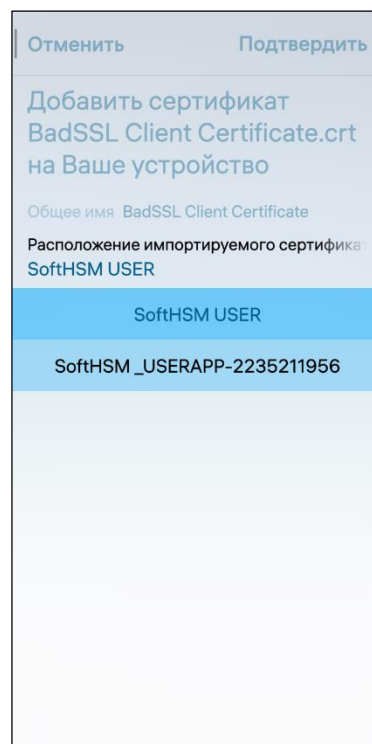 Отменить Подтвердить
Добавить сертификат
BadSSL Client Certificate.crt
на Ваше устройство
Общее имя BadSSL Client Certificate
Расположение импортируемого сертифика
SoftHSM USER
SoftHSM USER
SoftHSM _USERAPP-2235211956